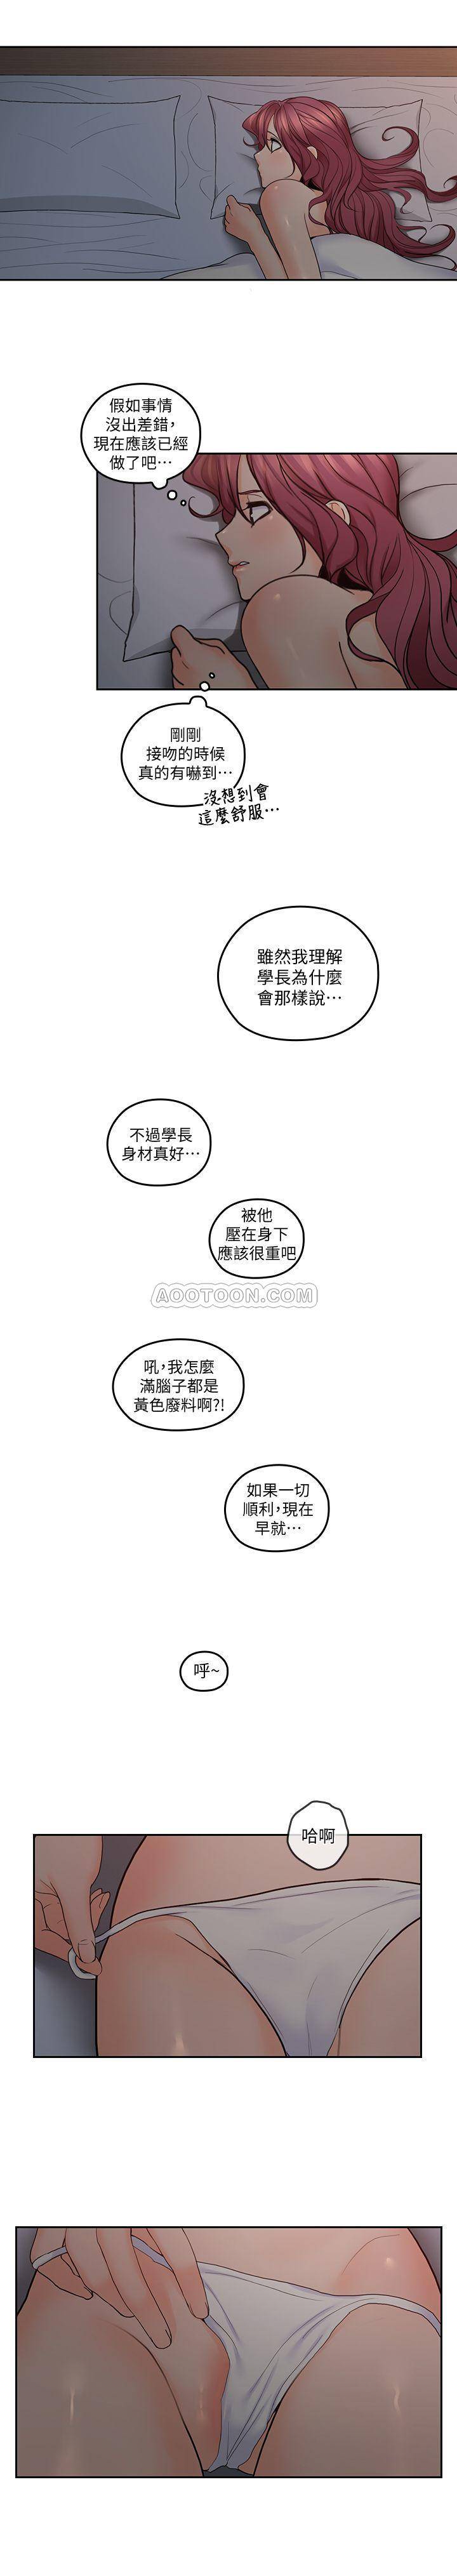 假如事情
沒出差錯，
現在應該已經
做了吧…
剛剛
接吻的時候
真的有嚇到…
沒想到會
這麼舒服…
雖然我理解
學長為什麼
會那樣說…
不過學長
身材真好…
被他
壓在身下
應該很重吧
AOOTOON.COM
吼，我怎麼
滿腦子都是
黃色廢料啊?!
如果一切
順利，現在
早就…
呼~
哈啊